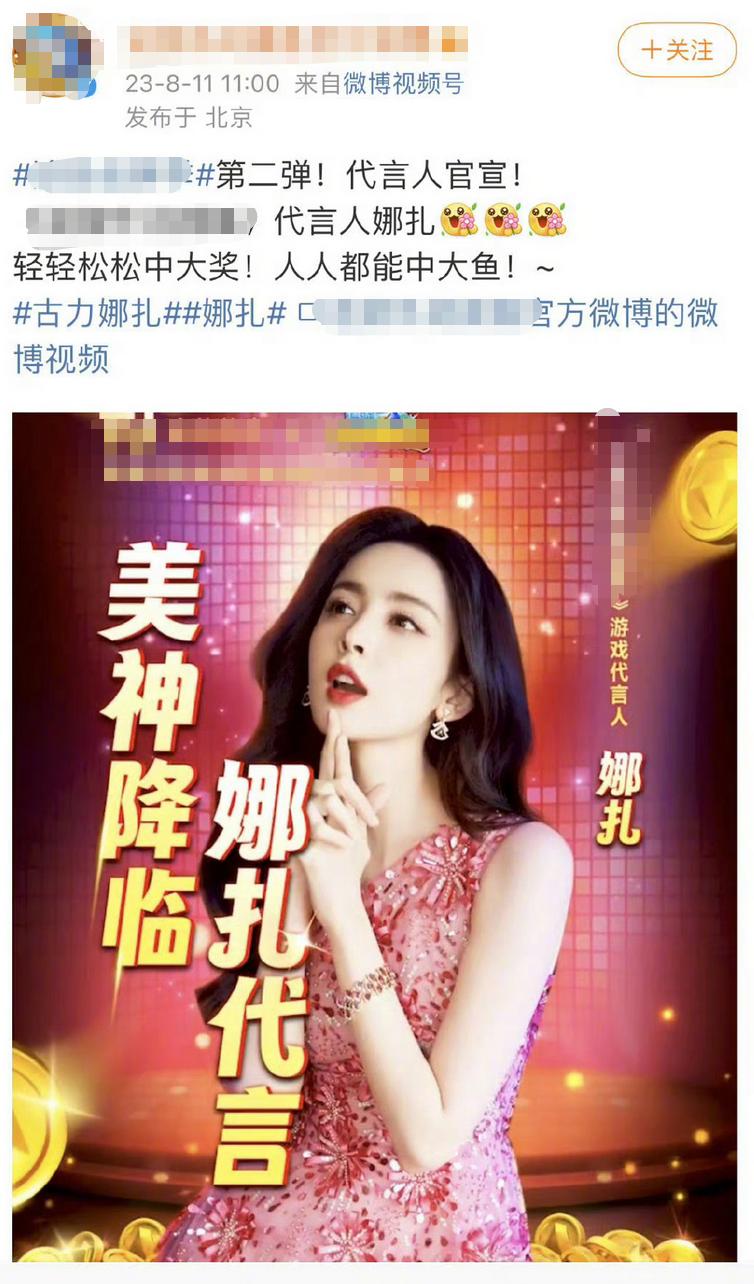 +关注
23-8-11 11:00 来自微博视频号
发布于 北京
##第二弹！代言人官宣！
，代言人娜扎
轻轻松松中大奖！人人都能中大鱼！~
#古力娜扎##娜扎# 官方微博的微
博视频
美神降临
娜扎代言
》游戏代言人
娜扎